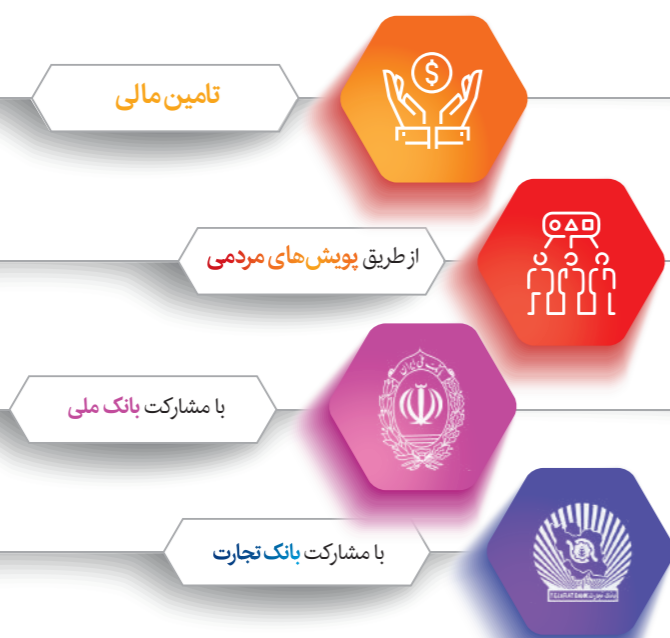 تامین مالی
از طریق پویش‌های مردمی
با مشارکت بانک ملی
با مشارکت بانک تجارت